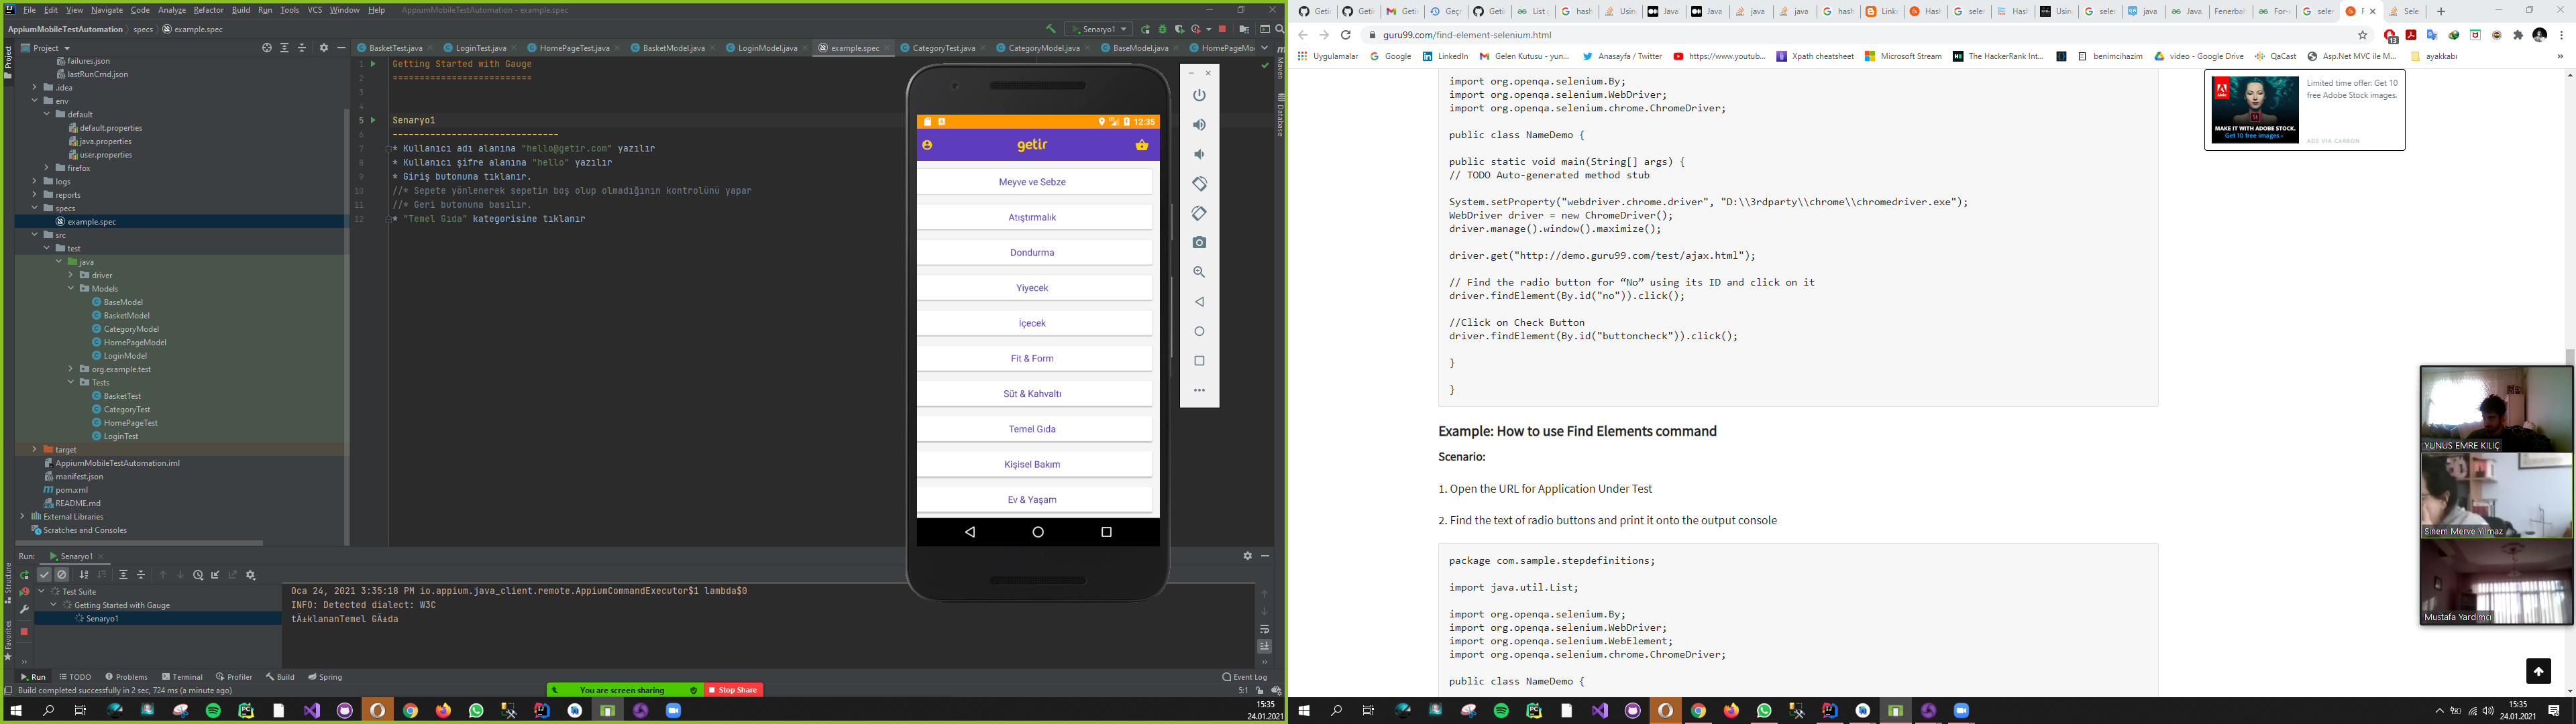 File Edit View Navigate Code Analyze Refactor Build Run Tools VCS Window Help AppiumMobileTestAutomation - example.spec
AppiumMobileTestAutomation specs example.spec
Senaryo1
Project
BasketTest.java LoginTest.java HomePageTest.java BasketModel.java LoginModel.java example.spec CategoryTest.java CategoryModel.java BaseModel.java HomePageMo
failures.json
lastRunCmd.json
.idea
env
default
default.properties
java.properties
user.properties
firefox
logs
reports
specs
example.spec
src
test
java
driver
Models
BaseModel
BasketModel
CategoryModel
HomePageModel
LoginModel
org.example.test
Tests
BasketTest
CategoryTest
HomePageTest
LoginTest
target
AppiumMobileTestAutomation.iml
manifest.json
pom.xml
README.md
External Libraries
Scratches and Consoles
Project
Structure
Favorites
Maven
Database
1 Getting Started with Gauge
2 ==========================
3
4
5 Senaryo1
6 -------------------------------
7 * Kullanıcı adı alanına "hello@getir.com" yazılır
8 * Kullanıcı şifre alanına "hello" yazılır
9 * Giriş butonuna tıklanır.
10 //* Sepete yönlenerek sepetin boş olup olmadığının kontrolünü yapar
11 //* Geri butonuna basılır.
12 * "Temel Gıda" kategorisine tıklanır
12:35
getir
Meyve ve Sebze
Atıştırmalık
Dondurma
Yiyecek
İçecek
Fit & Form
Süt & Kahvaltı
Temel Gıda
Kişisel Bakım
Ev & Yaşam
Run: Senaryo1
Test Suite
Getting Started with Gauge
Senaryo1
Oca 24, 2021 3:35:18 PM io.appium.java_client.remote.AppiumCommandExecutor$1 lambda$0
INFO: Detected dialect: W3C
tÄ±klananTemel GÄ±da
Run TODO Problems Terminal Profiler Build Spring Event Log
Build completed successfully in 2 sec, 724 ms (a minute ago)
You are screen sharing Stop Share
5:1
15:35
24.01.2021
guru99.com/find-element-selenium.html
Uygulamalar Google LinkedIn Gelen Kutusu - yun... Anasayfa / Twitter https://www.youtub... Xpath cheatsheet Microsoft Stream The HackerRank Int... benimcihazim video - Google Drive QaCast Asp.Net MVC ile M... ayakkabı
import org.openqa.selenium.By;
import org.openqa.selenium.WebDriver;
import org.openqa.selenium.chrome.ChromeDriver;
public class NameDemo {
public static void main(String[] args) {
// TODO Auto-generated method stub
System.setProperty("webdriver.chrome.driver", "D:\\3rdparty\\chrome\\chromedriver.exe");
WebDriver driver = new ChromeDriver();
driver.manage().window().maximize();
driver.get("http://demo.guru99.com/test/ajax.html");
// Find the radio button for “No” using its ID and click on it
driver.findElement(By.id("no")).click();
//Click on Check Button
driver.findElement(By.id("buttoncheck")).click();
}
}
Example: How to use Find Elements command
Scenario:
1. Open the URL for Application Under Test
2. Find the text of radio buttons and print it onto the output console
package com.sample.stepdefinitions;
import java.util.List;
import org.openqa.selenium.By;
import org.openqa.selenium.WebDriver;
import org.openqa.selenium.WebElement;
import org.openqa.selenium.chrome.ChromeDriver;
public class NameDemo {
Adobe
MAKE IT WITH ADOBE STOCK.
Get 10 free images ›
Limited time offer: Get 10
free Adobe Stock images.
ADS VIA CARBON
YUNUS EMRE KILIÇ
Sinem Merve Yılmaz
Mustafa Yardımcı
15:35
24.01.2021